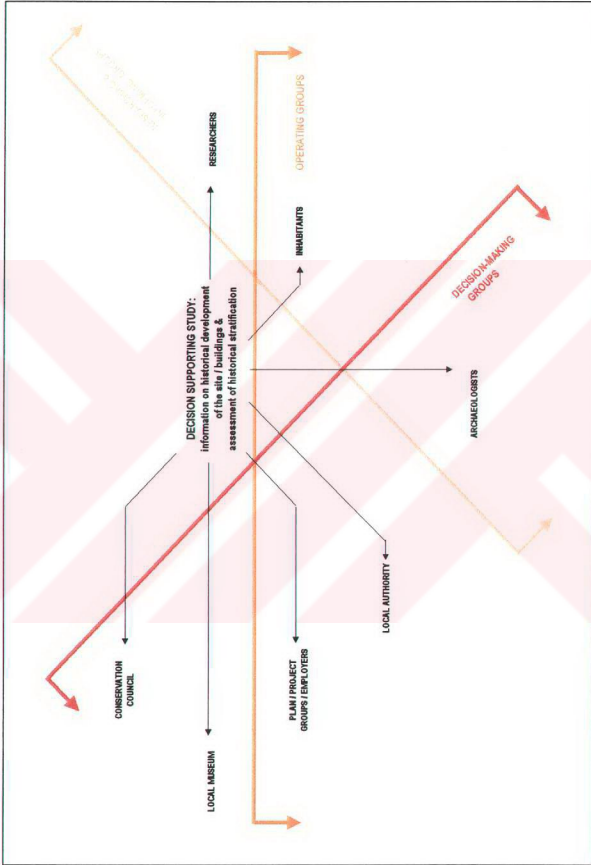 DECISION SUPPORTING STUDY:
information on historical development
of the site / buildings &
assessment of historical stratification
RESEARCHERS
OPERATING GROUPS
INHABITANTS
DECISION-MAKING
GROUPS
ARCHAEOLOGISTS
LOCAL AUTHORITY
PLAN / PROJECT
GROUPS / EMPLOYERS
CONSERVATION
COUNCIL
LOCAL MUSEUM